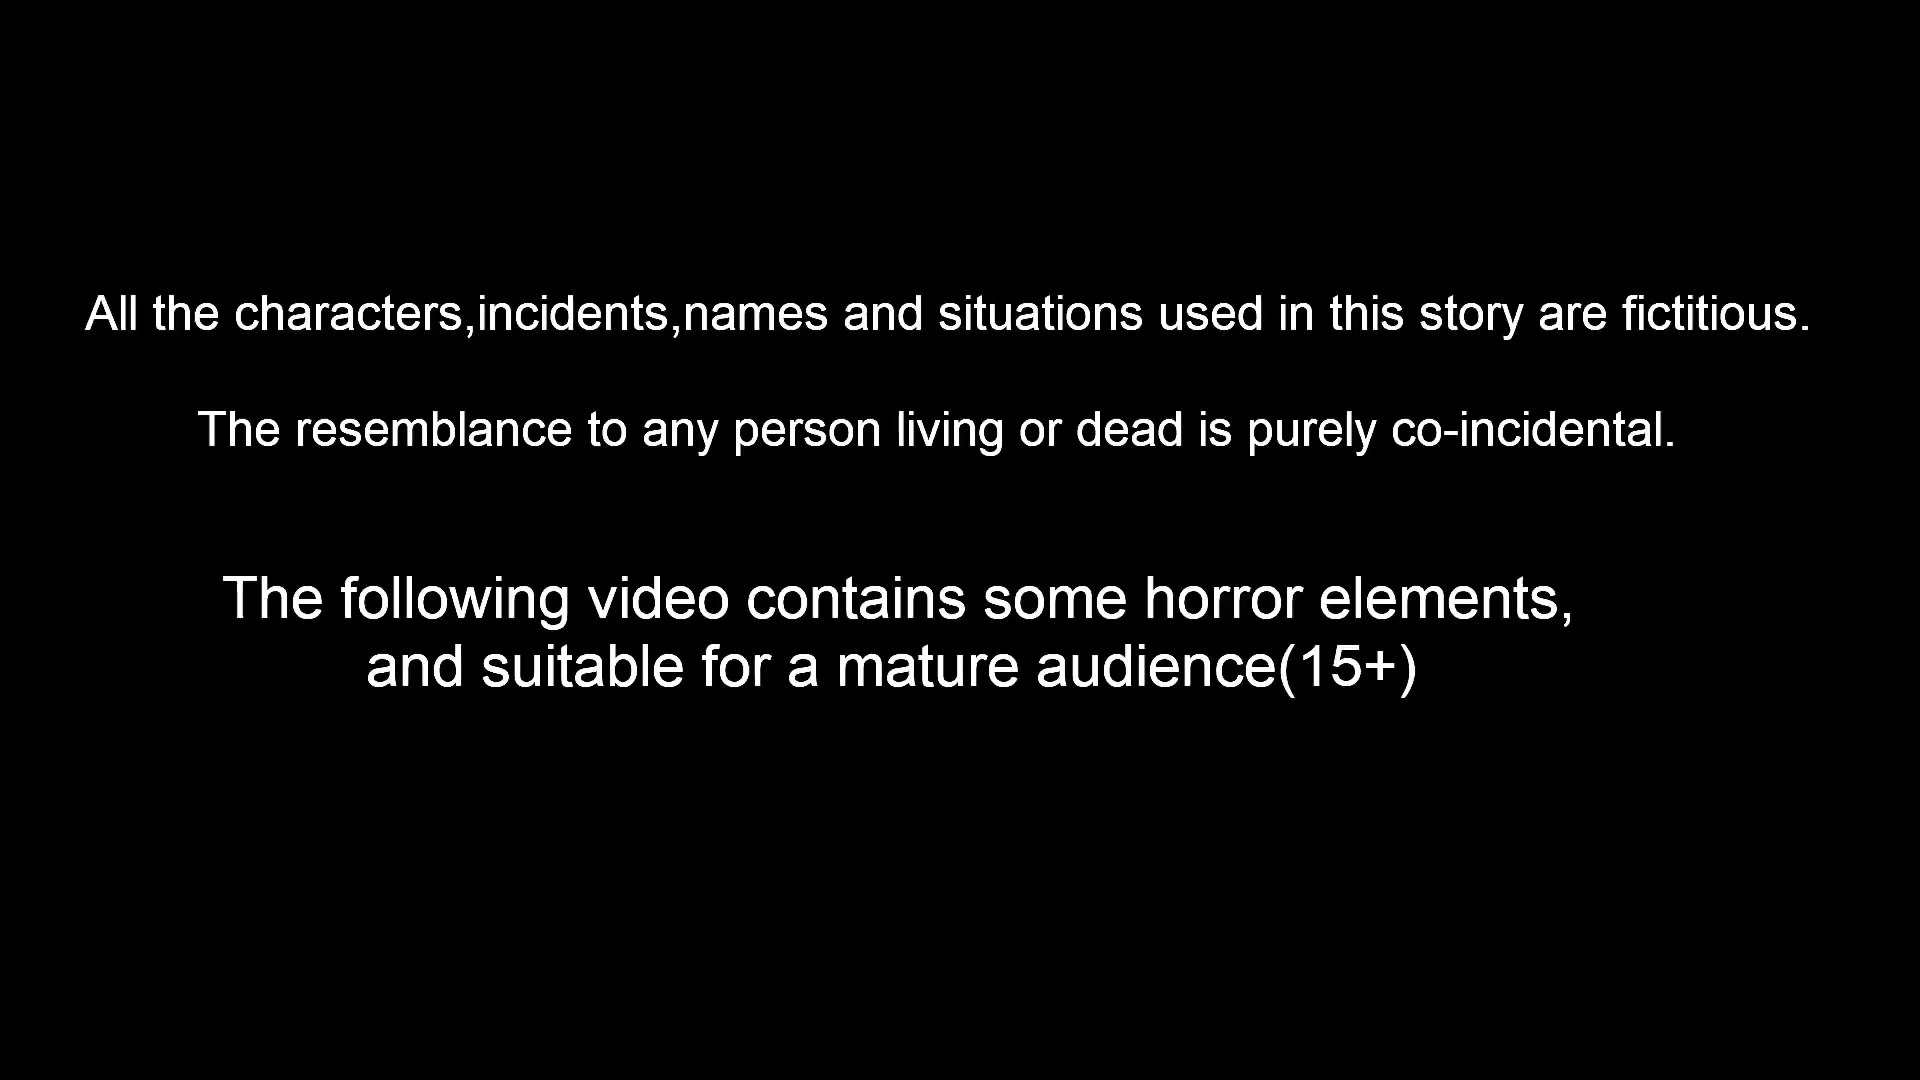 All the characters,incidents,names and situations used in this story are fictitious.
The resemblance to any person living or dead is purely co-incidental.
The following video contains some horror elements,
and suitable for a mature audience(15+)